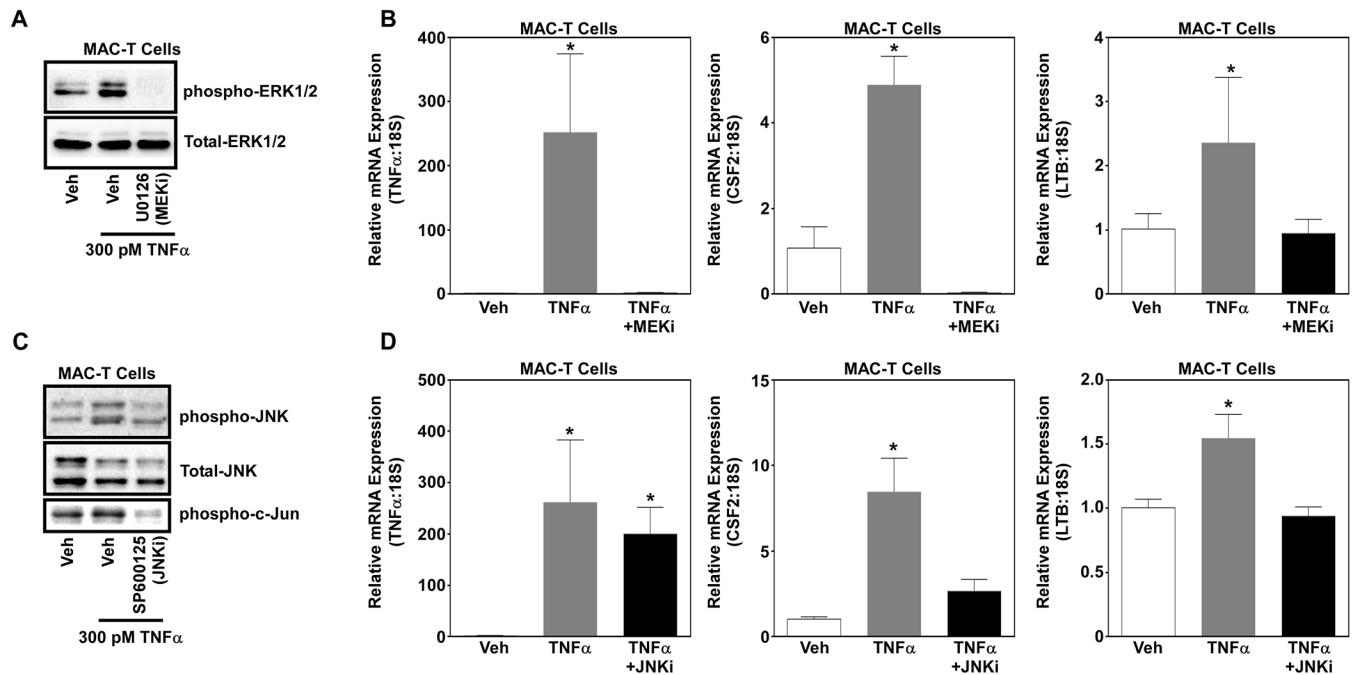 A
MAC-T Cells
phospho-ERK1/2
Total-ERK1/2
Veh
Veh
U0126
(MEKi)
300 pM TNFα
B
MAC-T Cells
Relative mRNA Expression
(TNFα:18S)
400
300
200
100
0
*
Veh
TNFα
TNFα
+MEKi
MAC-T Cells
Relative mRNA Expression
(CSF2:18S)
6
4
2
0
*
Veh
TNFα
TNFα
+MEKi
MAC-T Cells
Relative mRNA Expression
(LTB:18S)
4
3
2
1
0
*
Veh
TNFα
TNFα
+MEKi
C
MAC-T Cells
phospho-JNK
Total-JNK
phospho-c-Jun
Veh
Veh
SP600125
(JNKi)
300 pM TNFα
D
MAC-T Cells
Relative mRNA Expression
(TNFα:18S)
500
400
300
200
100
0
*
*
Veh
TNFα
TNFα
+JNKi
MAC-T Cells
Relative mRNA Expression
(CSF2:18S)
15
10
5
0
*
Veh
TNFα
TNFα
+JNKi
MAC-T Cells
Relative mRNA Expression
(LTB:18S)
2.0
1.5
1.0
0.5
0.0
*
Veh
TNFα
TNFα
+JNKi